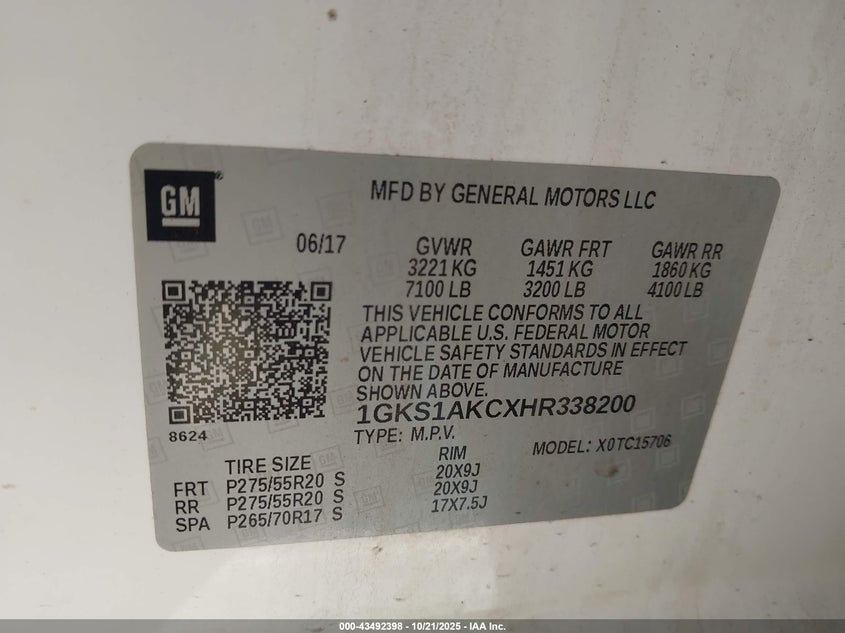 GM
MFD BY GENERAL MOTORS LLC
06/17 GVWR GAWR FRT GAWR RR
3221 KG 1451 KG 1860 KG
7100 LB 3200 LB 4100 LB
THIS VEHICLE CONFORMS TO ALL
APPLICABLE U.S. FEDERAL MOTOR
VEHICLE SAFETY STANDARDS IN EFFECT
ON THE DATE OF MANUFACTURE
SHOWN ABOVE.
1GKS1AKCXHR338200
8624 TYPE: M.P.V. MODEL: X0TC15706
TIRE SIZE RIM
FRT P275/55R20 S 20X9J
RR P275/55R20 S 20X9J
SPA P265/70R17 S 17X7.5J
000-43492398 - 10/21/2025 - IAA Inc.